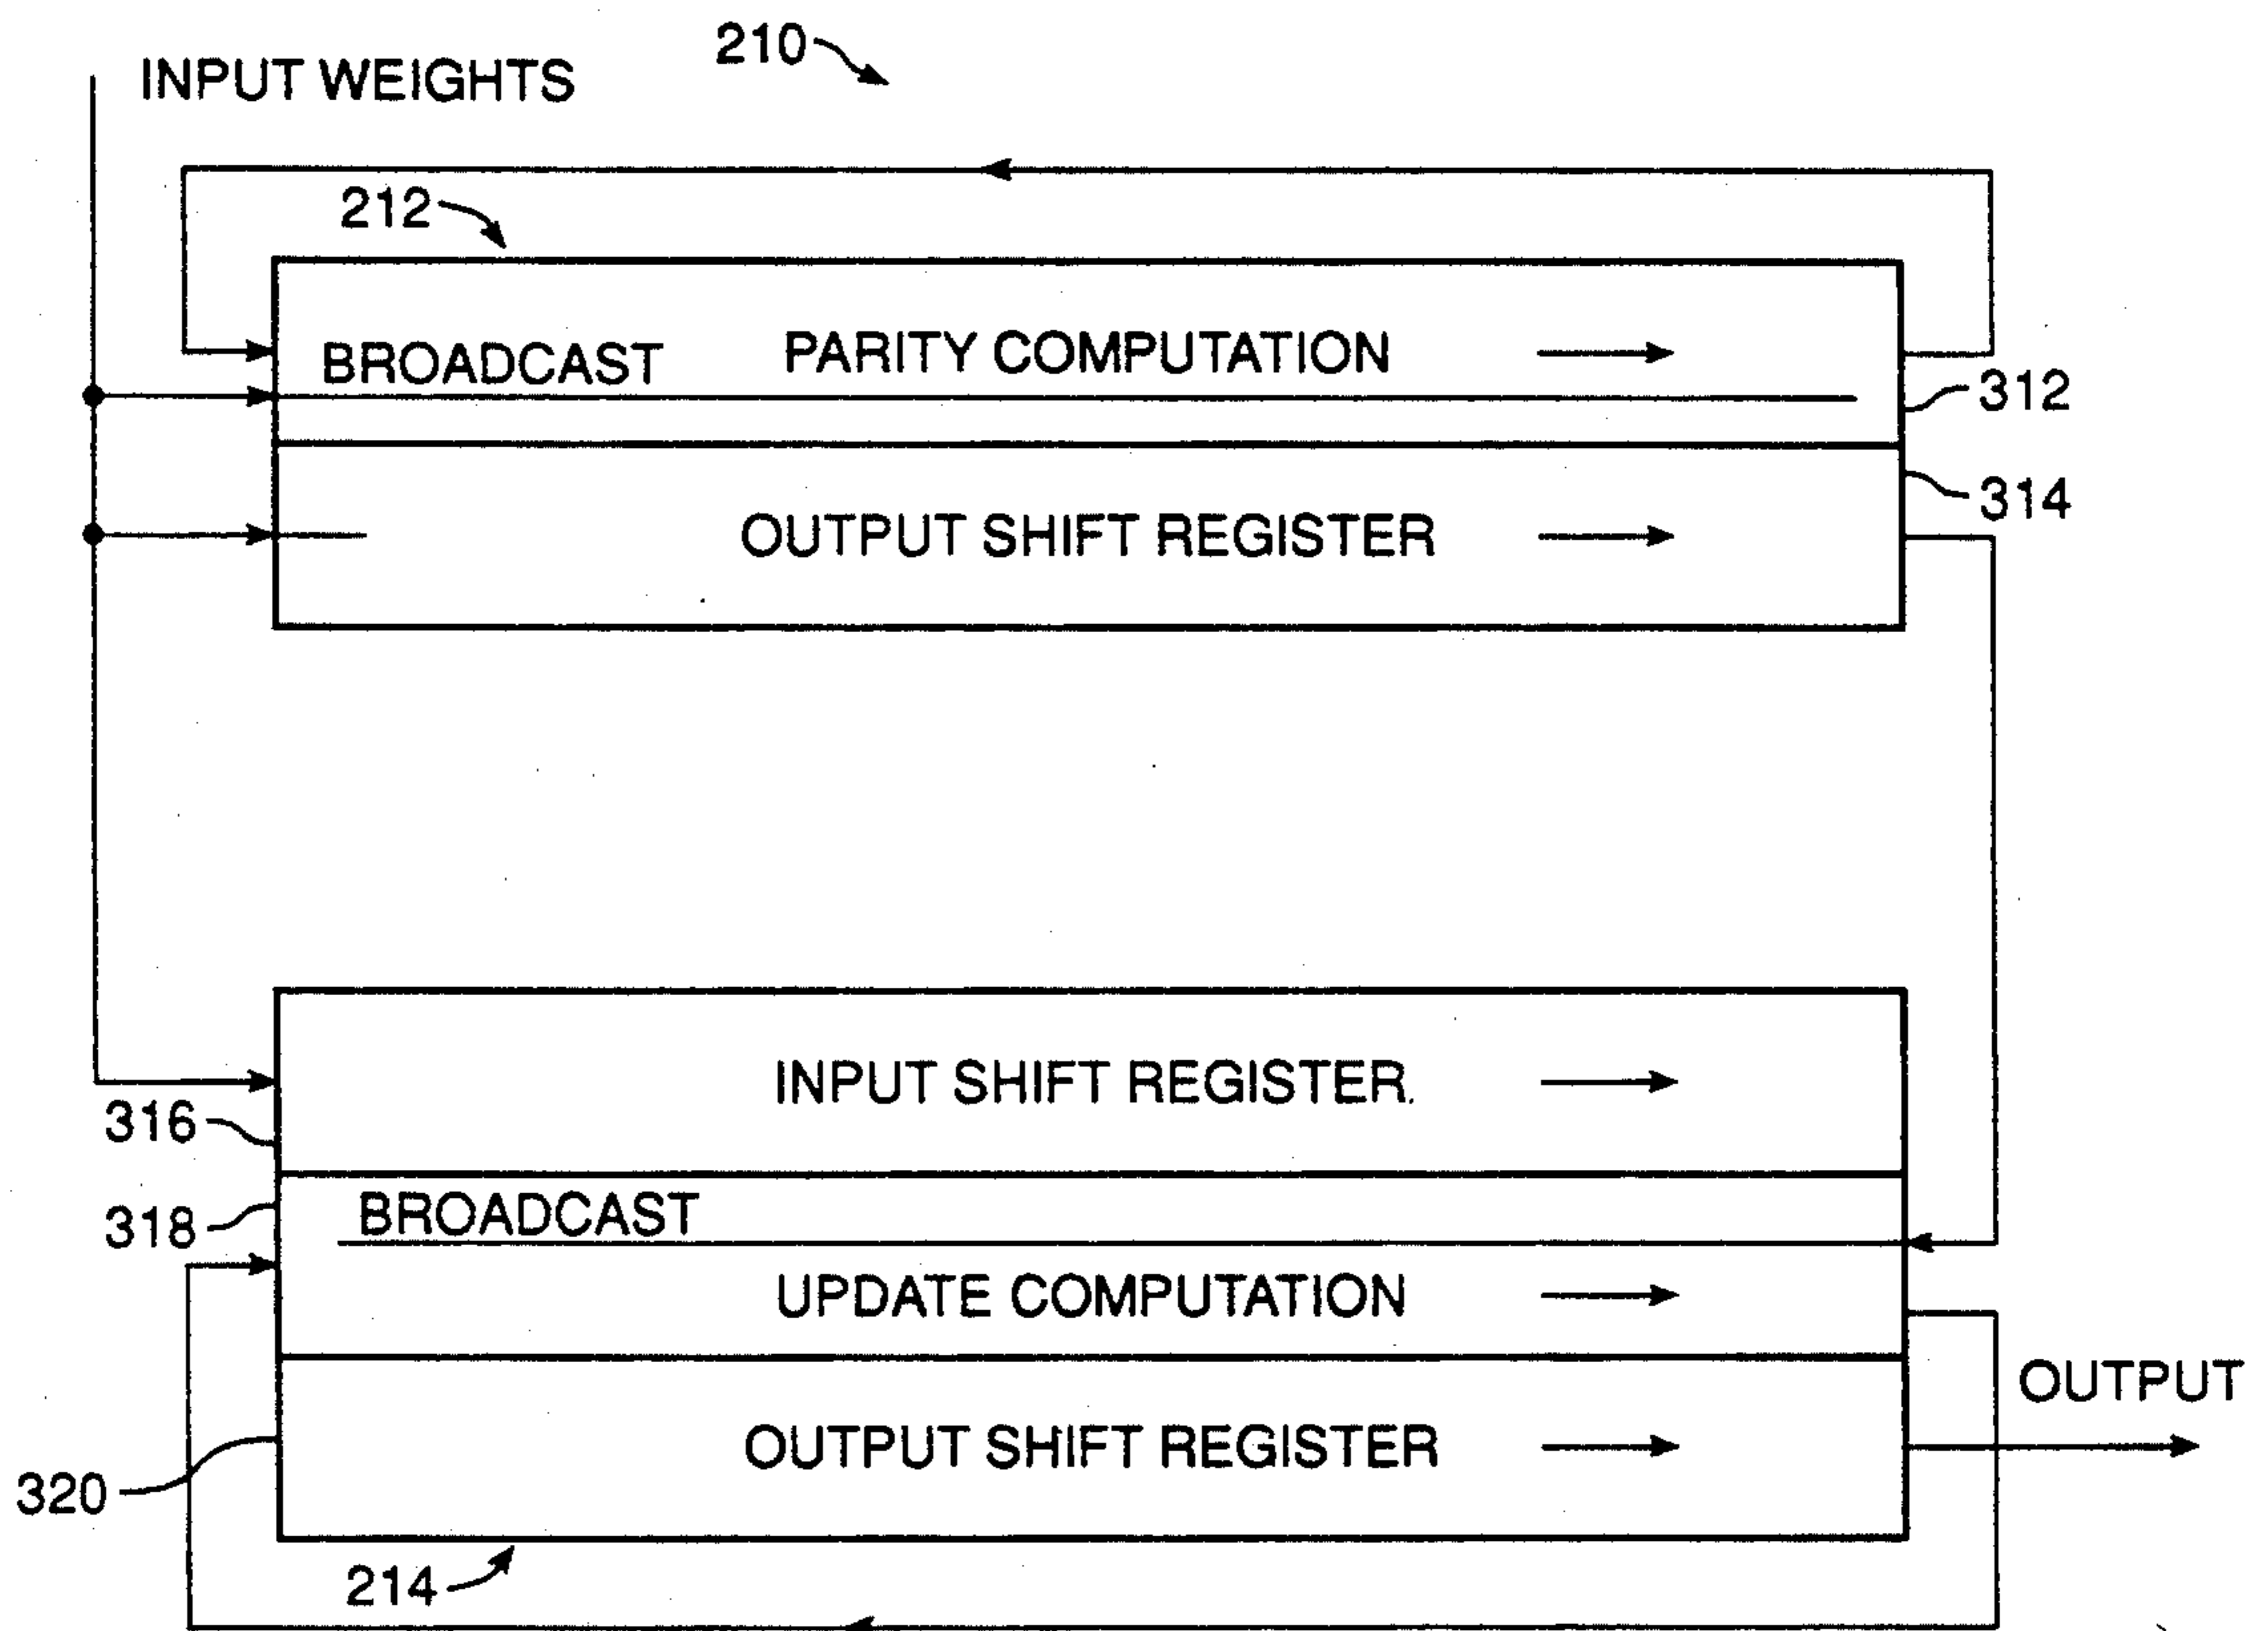 210
INPUT WEIGHTS
212
BROADCAST
PARITY COMPUTATION
312
314
OUTPUT SHIFT REGISTER
INPUT SHIFT REGISTER
316
318
BROADCAST
UPDATE COMPUTATION
OUTPUT
OUTPUT SHIFT REGISTER
320
214